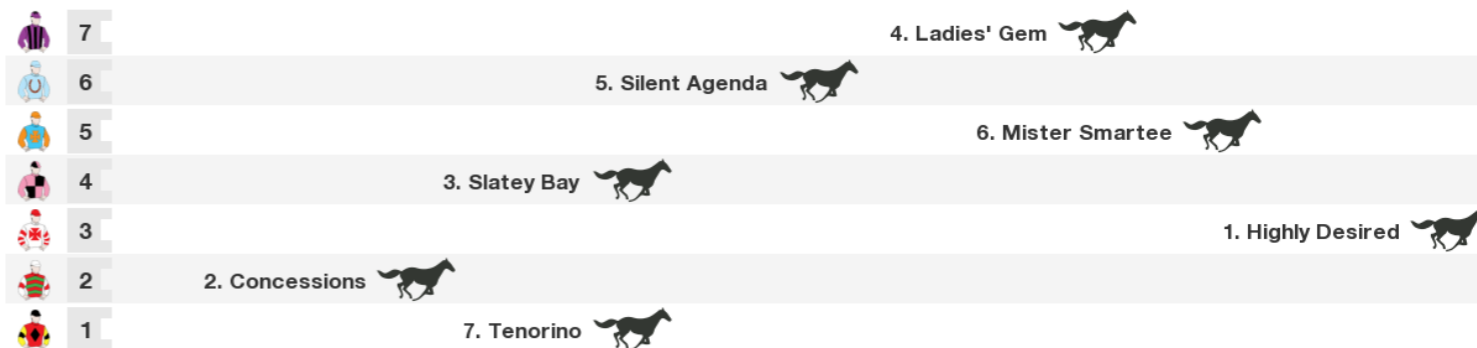 7 4. Ladies' Gem
6 5. Silent Agenda
5 6. Mister Smartee
4 3. Slatey Bay
3 1. Highly Desired
2 2. Concessions
1 7. Tenorino